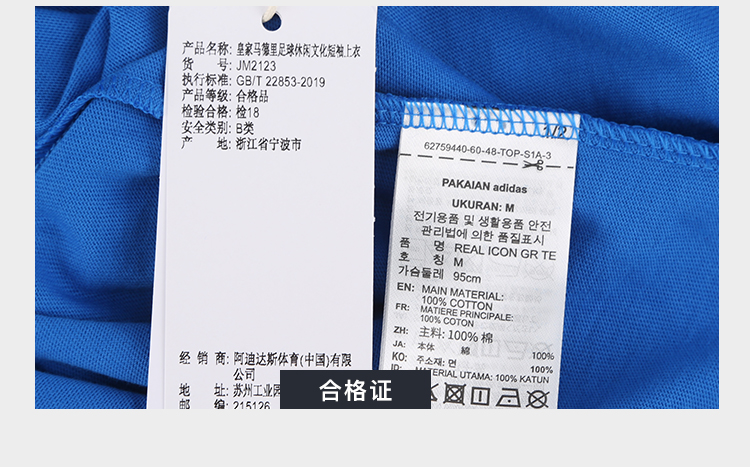 产品名称: 皇家马德里足球休闲文化短袖上衣
货 号: JM2123
执行标准: GB/T 22853-2019
产品等级: 合格品
检验合格: 检18
安全类别: B类
产 地: 浙江省宁波市
经 销 商: 阿迪达斯体育(中国)有限
公司
地 址: 苏州工业园
邮 编: 215126
合格证
1/2
62759440-60-48-TOP-S1A-3
PAKAIAN adidas
UKURAN: M
전기용품 및 생활용품 안전
관리법에 의한 품질표시
품 명 REAL ICON GR TE
호 칭 M
가슴둘레 95cm
EN: MAIN MATERIAL:
100% COTTON
FR: MATIERE PRINCIPALE:
100% COTON
ZH: 主料: 100% 棉
JA: 本体 綿 100%
KO: 주소재: 면 100%
ID: MATERIAL UTAMA: 100% KATUN